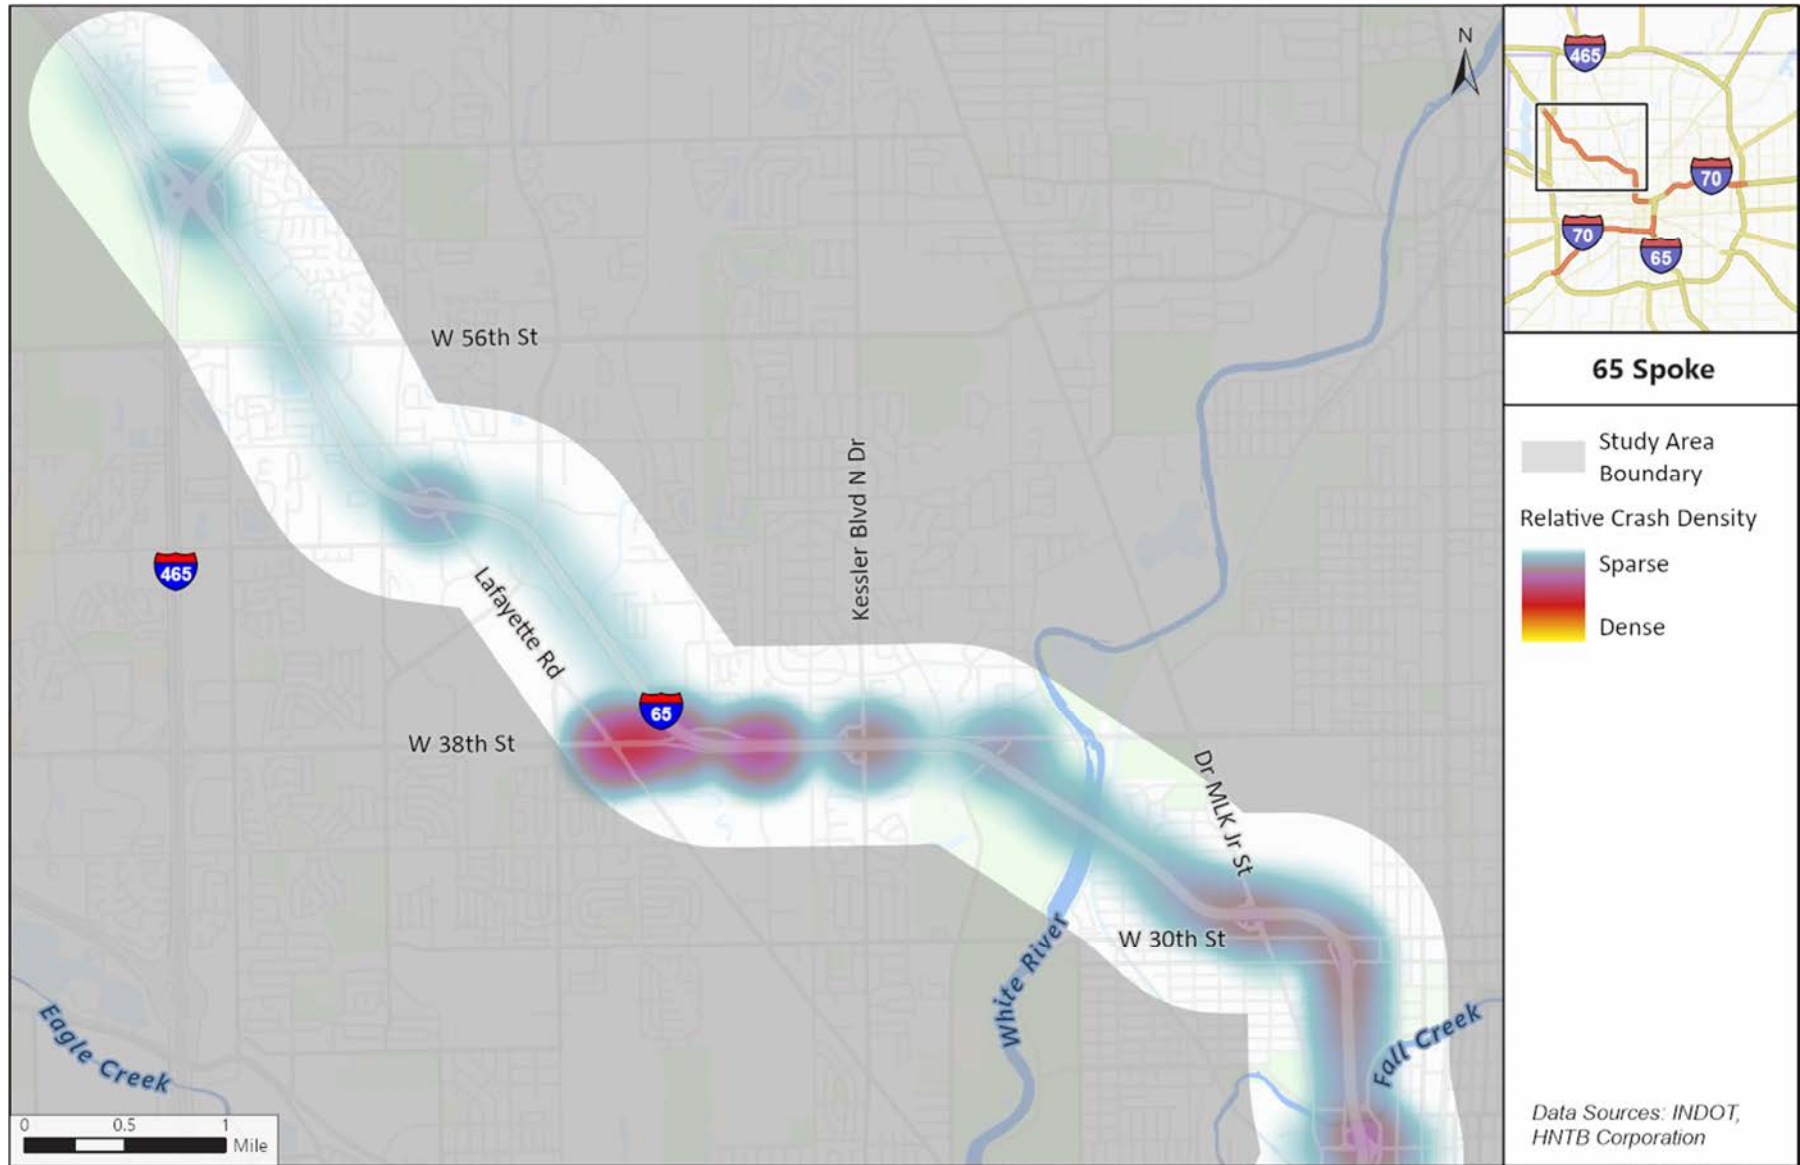 N
W 56th St
Kessler Blvd N Dr
465
Lafayette Rd
65
W 38th St
Dr MLK Jr St
W 30th St
White River
Fall Creek
Eagle Creek
0 0.5 1
Mile
465
70
70
65
65 Spoke
Study Area
Boundary
Relative Crash Density
Sparse
Dense
Data Sources: INDOT,
HNTB Corporation